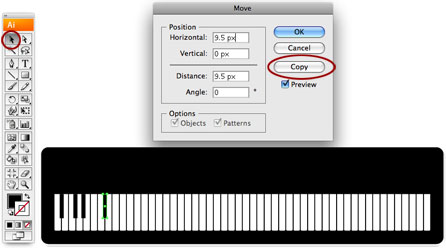 Ai
Move
Position
Horizontal: 9.5 px
Vertical: 0 px
Distance: 9.5 px
Angle: 0 °
Options
Objects Patterns
OK
Cancel
Copy
Preview